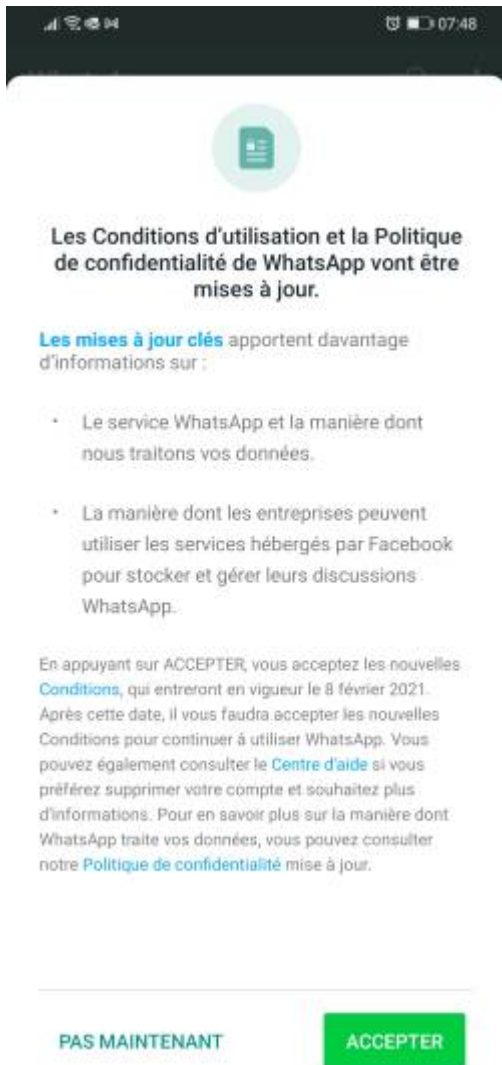 07:48
Les Conditions d'utilisation et la Politique
de confidentialité de WhatsApp vont être
mises à jour.
Les mises à jour clés apportent davantage
d'informations sur :
• Le service WhatsApp et la manière dont
nous traitons vos données.
• La manière dont les entreprises peuvent
utiliser les services hébergés par Facebook
pour stocker et gérer leurs discussions
WhatsApp.
En appuyant sur ACCEPTER, vous acceptez les nouvelles
Conditions, qui entreront en vigueur le 8 février 2021.
Après cette date, il vous faudra accepter les nouvelles
Conditions pour continuer à utiliser WhatsApp. Vous
pouvez également consulter le Centre d'aide si vous
préférez supprimer votre compte et souhaitez plus
d'informations. Pour en savoir plus sur la manière dont
WhatsApp traite vos données, vous pouvez consulter
notre Politique de confidentialité mise à jour.
PAS MAINTENANT
ACCEPTER